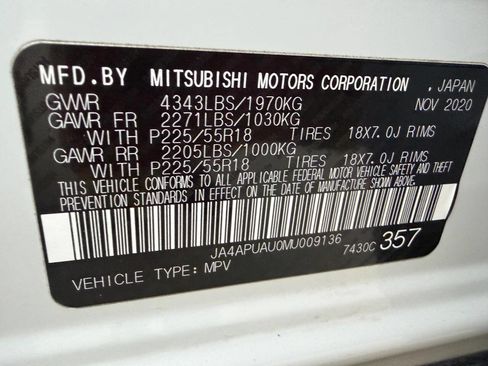 MFD.BY MITSUBISHI MOTORS CORPORATION , JAPAN
GVWR 4343LBS/1970KG NOV 2020
GAWR FR 2271LBS/1030KG
WITH P225/55R18 TIRES 18X7.0J RIMS
GAWR RR 2205LBS/1000KG
WITH P225/55R18 TIRES 18X7.0J RIMS
THIS VEHICLE CONFORMS TO ALL APPLICABLE FEDERAL MOTOR VEHICLE SAFETY AND THEFT
PREVENTION STANDARDS IN EFFECT ON THE DATE OF MANUFACTURE SHOWN ABOVE.
JA4APUAU0MU009136 7430C 357
VEHICLE TYPE: MPV